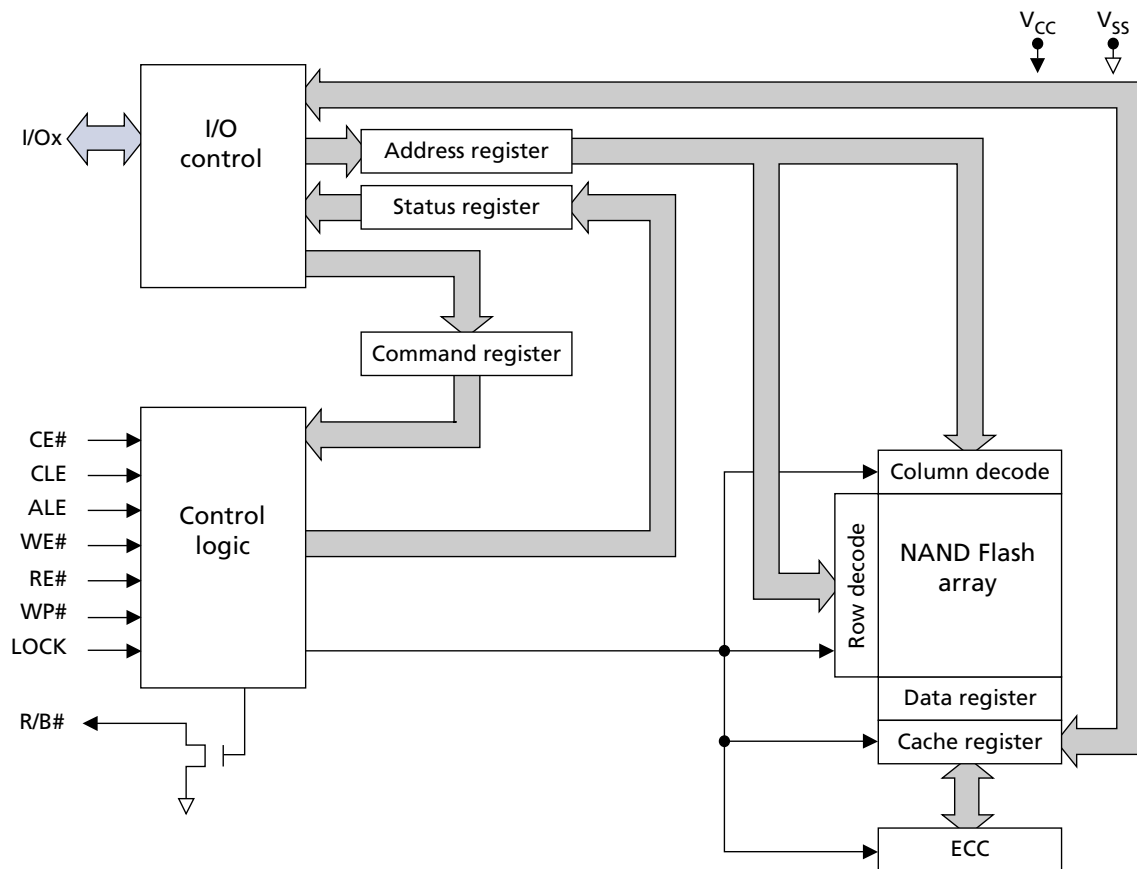 VCC
VSS
I/Ox
I/O
control
Address register
Status register
Command register
CE#
CLE
ALE
WE#
RE#
WP#
LOCK
R/B#
Control
logic
Column decode
Row decode
NAND Flash
array
Data register
Cache register
ECC